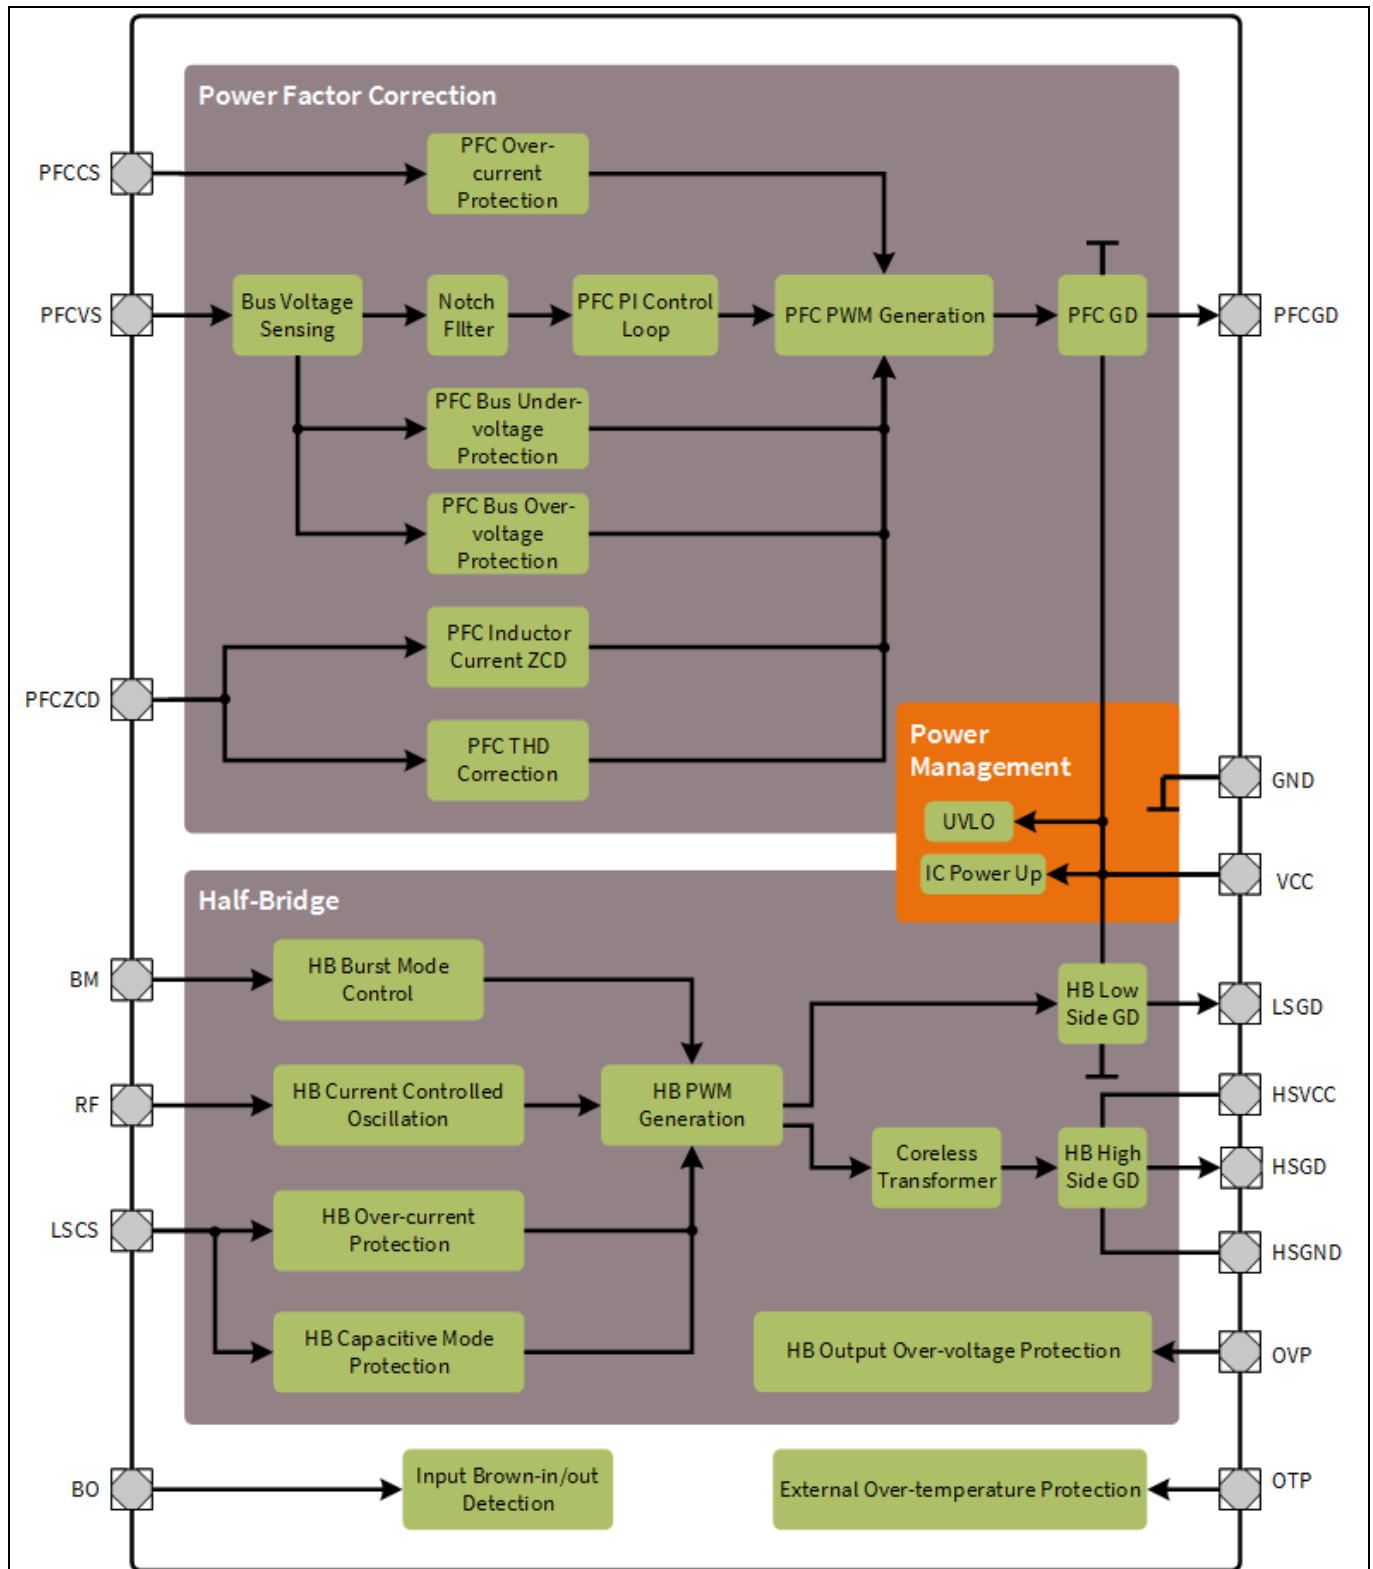 Power Factor Correction
PFCCS
PFC Over-
current
Protection
PFCVS
Bus Voltage
Sensing
Notch
FIlter
PFC PI Control
Loop
PFC PWM Generation
PFC GD
PFCGD
PFC Bus Under-
voltage
Protection
PFC Bus Over-
voltage
Protection
PFC Inductor
Current ZCD
PFCZCD
PFC THD
Correction
Power
Management
GND
UVLO
IC Power Up
VCC
Half-Bridge
BM
HB Burst Mode
Control
HB Low
Side GD
LSGD
RF
HB Current Controlled
Oscillation
HB PWM
Generation
HSVCC
Coreless
Transformer
HB High
Side GD
HSGD
LSCS
HB Over-current
Protection
HSGND
HB Capacitive Mode
Protection
HB Output Over-voltage Protection
OVP
BO
Input Brown-in/out
Detection
External Over-temperature Protection
OTP